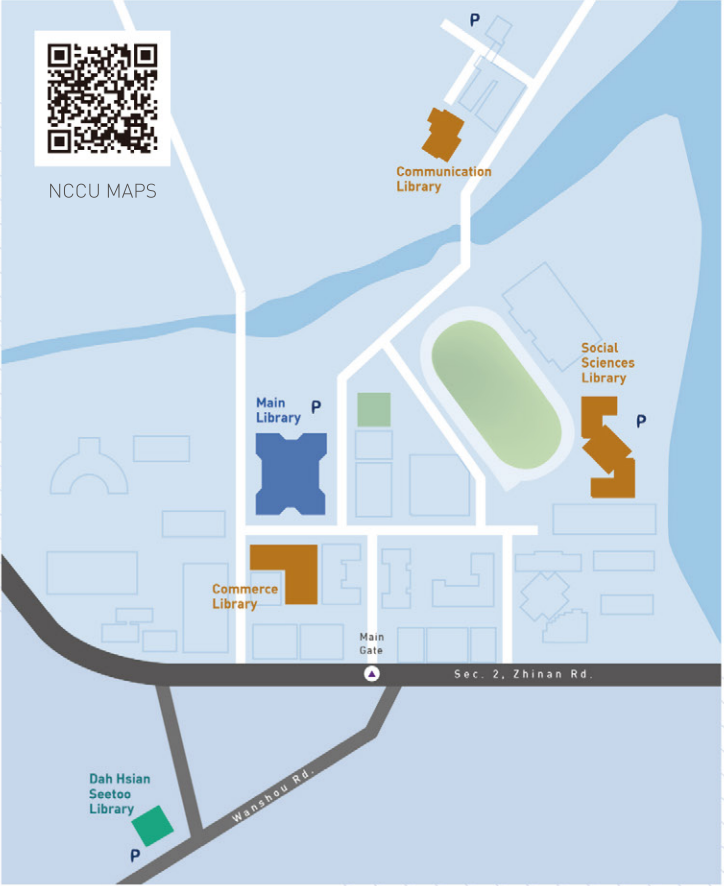 P
NCCU MAPS
Communication
Library
Social
Sciences
Library
P
Main
Library
P
Commerce
Library
Main
Gate
Sec. 2, Zhinan Rd.
Dah Hsian
Seetoo
Library
Wanshou Rd.
P